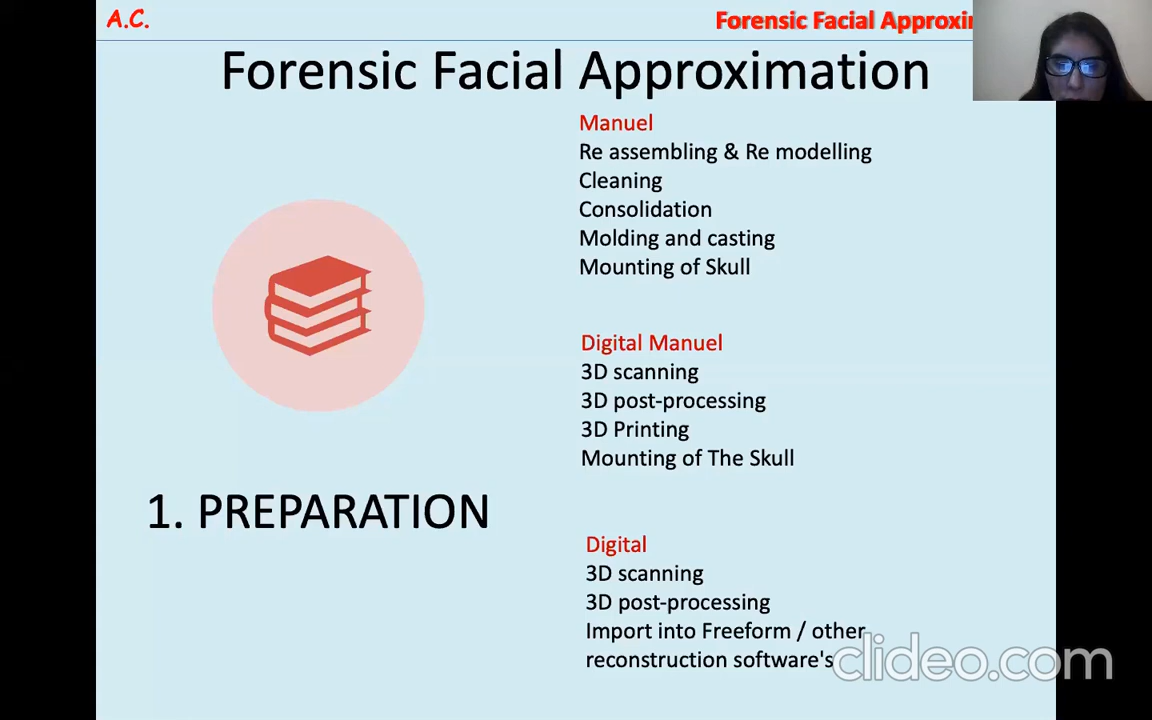 A.C.
Forensic Facial
Forensic Facial Approximation
Manuel
Re assembling & Re modelling
Cleaning
Consolidation
Molding and casting
Mounting of Skull
Digital Manuel
3D scanning
3D post-processing
3D Printing
Mounting of The Skull
1. PREPARATION
Digital
3D scanning
3D post-processing
Import into Freeform / other
reconstruction software's
clideo.com